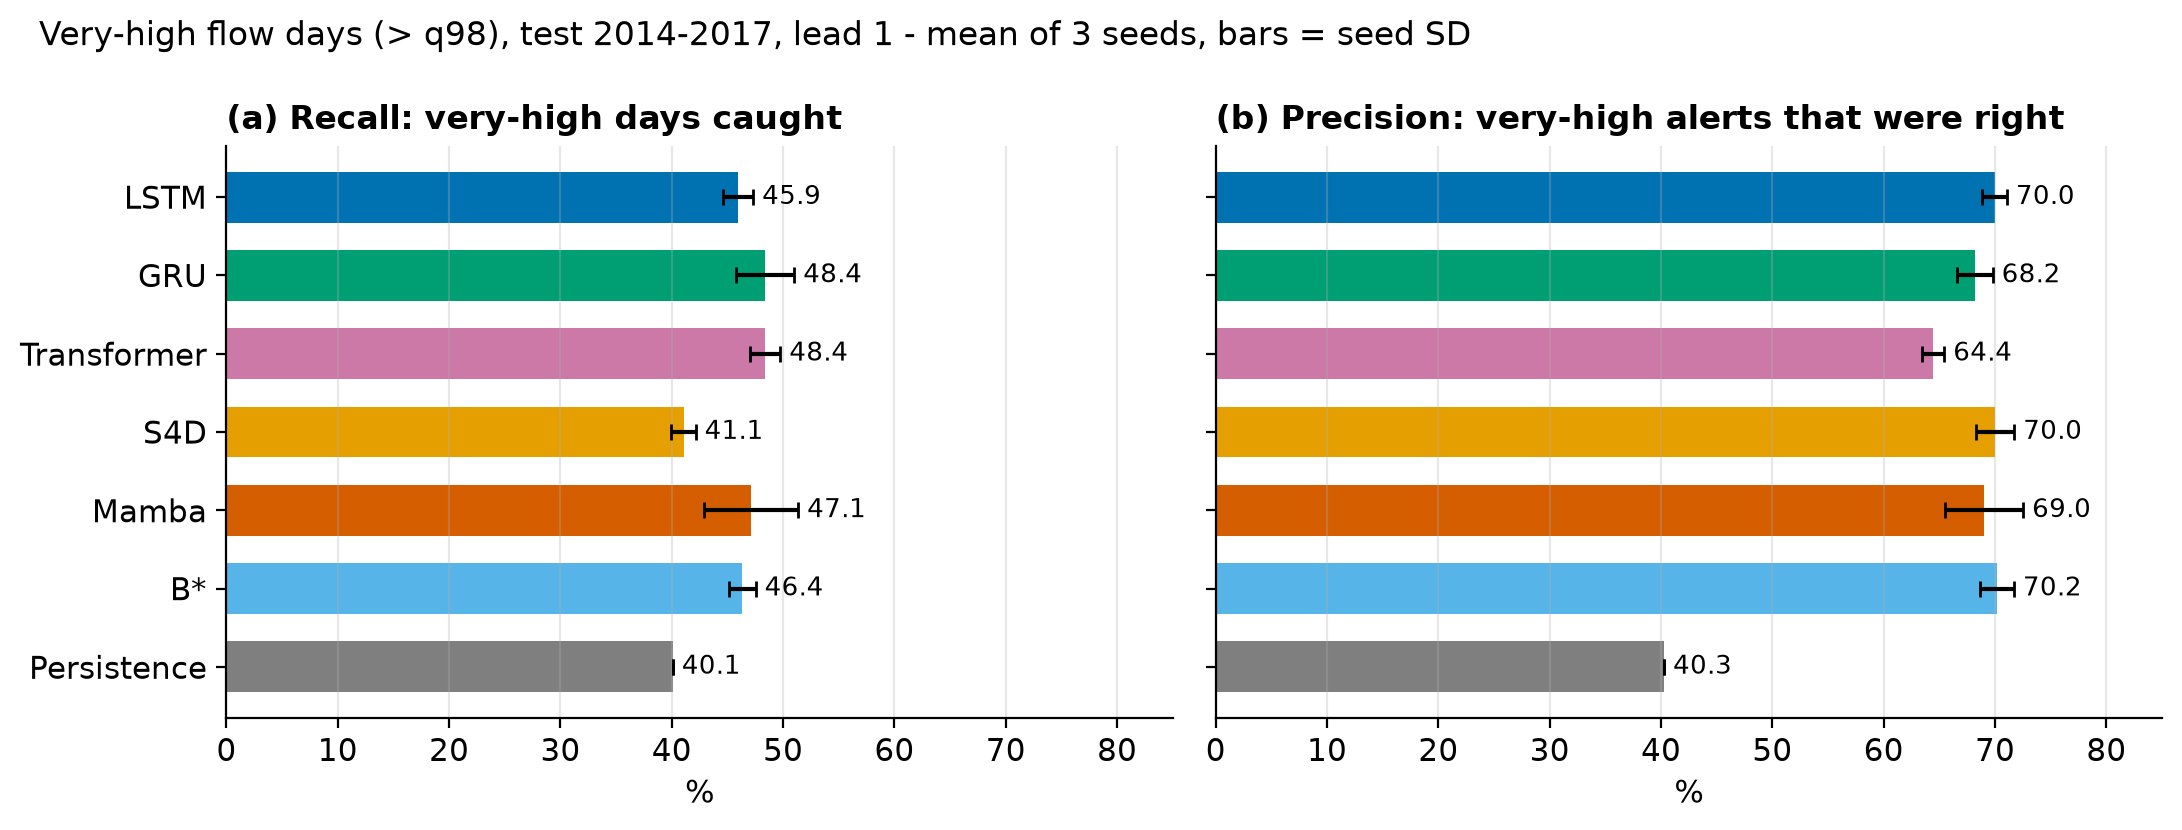 Very-high flow days (> q98), test 2014-2017, lead 1 - mean of 3 seeds, bars = seed SD
(a) Recall: very-high days caught
LSTM 45.9
GRU 48.4
Transformer 48.4
S4D 41.1
Mamba 47.1
B* 46.4
Persistence 40.1
0 10 20 30 40 50 60 70 80
%
(b) Precision: very-high alerts that were right
70.0
68.2
64.4
70.0
69.0
70.2
40.3
0 10 20 30 40 50 60 70 80
%